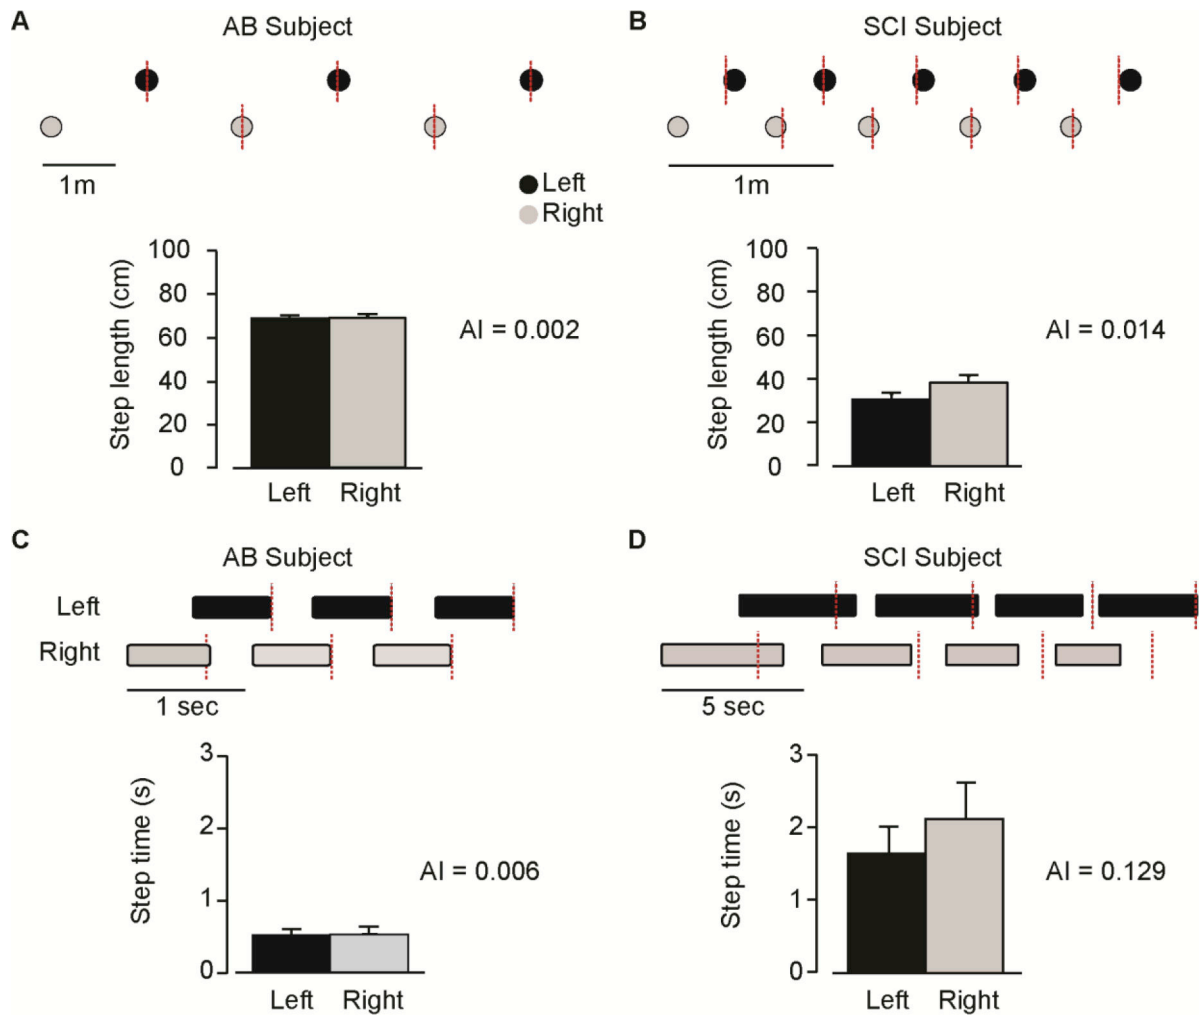 A
AB Subject
1m
Left
Right
Step length (cm)
100
80
60
40
20
0
AI = 0.002
Left Right
B
SCI Subject
1m
Step length (cm)
100
80
60
40
20
0
AI = 0.014
Left Right
C
AB Subject
Left
Right
1 sec
Step time (s)
3
2
1
0
AI = 0.006
Left Right
D
SCI Subject
5 sec
Step time (s)
3
2
1
0
AI = 0.129
Left Right